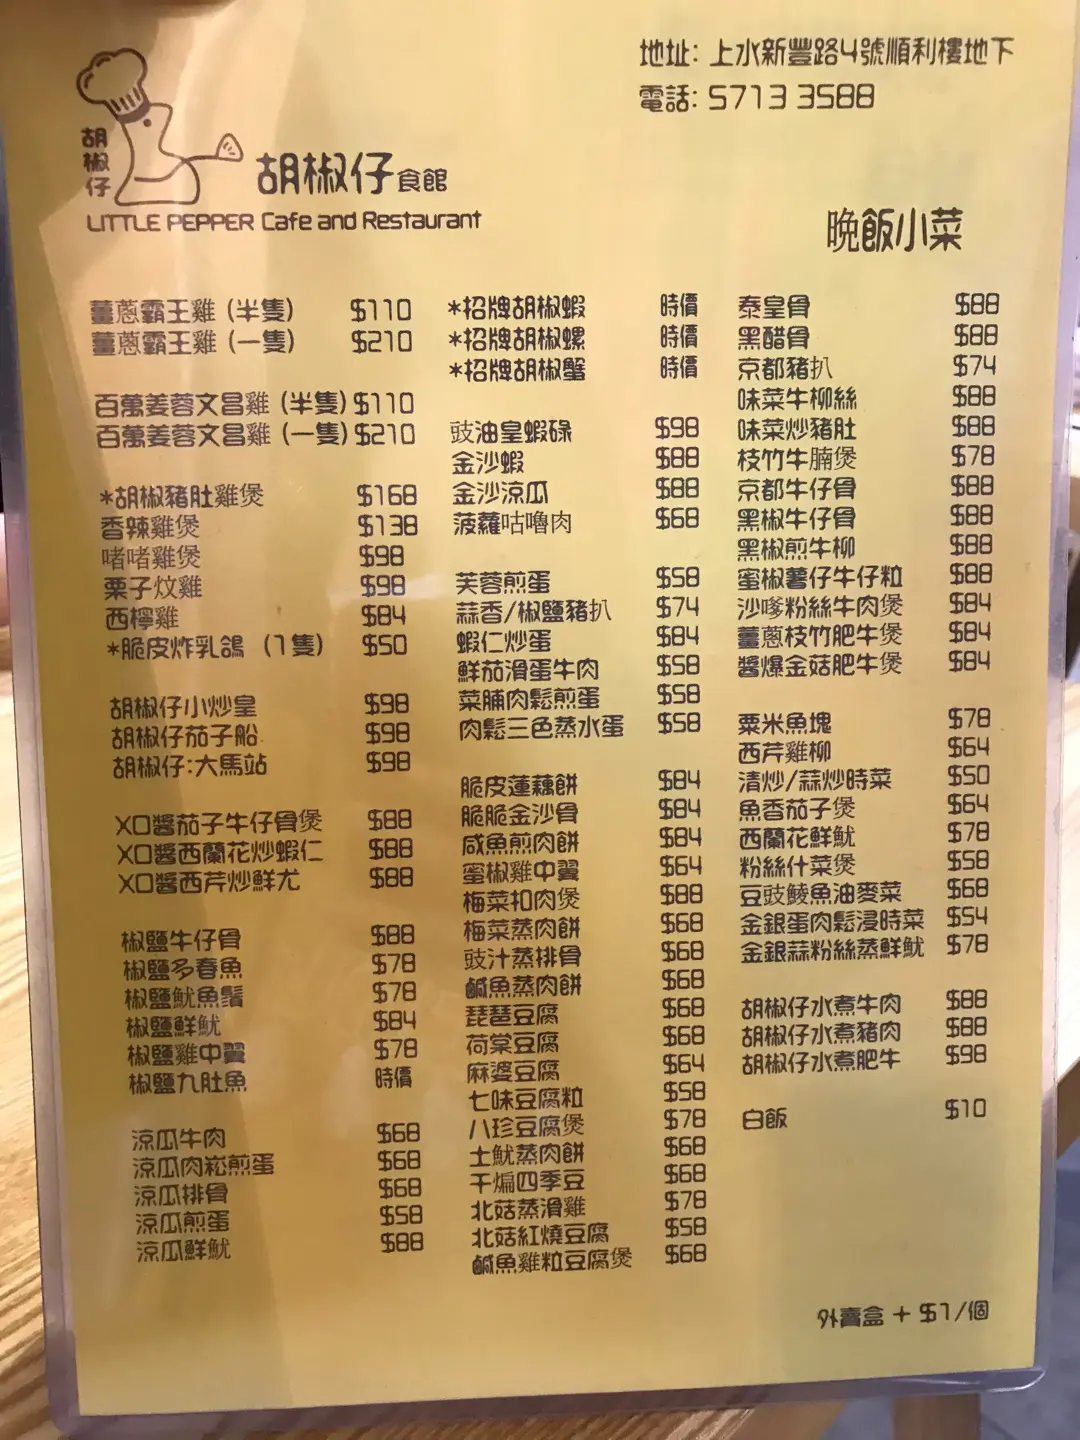 地址: 上水新豐路4號順利樓地下
電話: 5713 3588
胡椒仔
胡椒仔食館
LITTLE PEPPER Cafe and Restaurant
晚飯小菜
薑蔥霸王雞 (半隻) $110
薑蔥霸王雞 (一隻) $210
百萬姜蓉文昌雞 (半隻) $110
百萬姜蓉文昌雞 (一隻) $210
*胡椒豬肚雞煲 $168
香辣雞煲 $138
啫啫雞煲 $98
栗子炆雞 $98
西檸雞 $84
*脆皮炸乳鴿 (1隻) $50
胡椒仔小炒皇 $98
胡椒仔茄子船 $98
胡椒仔:大馬站 $98
XO醬茄子牛仔骨煲 $88
XO醬西蘭花炒蝦仁 $88
XO醬西芹炒鮮尤 $88
椒鹽牛仔骨 $88
椒鹽多春魚 $78
椒鹽魷魚鬚 $78
椒鹽鮮魷 $84
椒鹽雞中翼 $78
椒鹽九肚魚 時價
涼瓜牛肉 $68
涼瓜肉崧煎蛋 $68
涼瓜排骨 $68
涼瓜煎蛋 $58
涼瓜鮮魷 $88
*招牌胡椒蝦 時價
*招牌胡椒螺 時價
*招牌胡椒蟹 時價
豉油皇蝦碌 $98
金沙蝦 $88
金沙涼瓜 $88
菠蘿咕嚕肉 $68
芙蓉煎蛋 $58
蒜香/椒鹽豬扒 $74
蝦仁炒蛋 $84
鮮茄滑蛋牛肉 $58
菜脯肉鬆煎蛋 $58
肉鬆三色蒸水蛋 $58
脆皮蓮藕餅 $84
脆脆金沙骨 $84
咸魚煎肉餅 $84
蜜椒雞中翼 $64
梅菜扣肉煲 $88
梅菜蒸肉餅 $68
豉汁蒸排骨 $68
鹹魚蒸肉餅 $68
琵琶豆腐 $68
荷棠豆腐 $68
麻婆豆腐 $64
七味豆腐粒 $58
八珍豆腐煲 $78
土魷蒸肉餅 $68
干煸四季豆 $68
北菇蒸滑雞 $78
北菇紅燒豆腐 $58
鹹魚雞粒豆腐煲 $68
泰皇骨 $88
黑醋骨 $88
京都豬扒 $74
味菜牛柳絲 $88
味菜炒豬肚 $88
枝竹牛腩煲 $78
京都牛仔骨 $88
黑椒牛仔骨 $88
黑椒煎牛柳 $88
蜜椒薯仔牛仔粒 $88
沙嗲粉絲牛肉煲 $84
薑蔥枝竹肥牛煲 $84
醬爆金菇肥牛煲 $84
粟米魚塊 $78
西芹雞柳 $64
清炒/蒜炒時菜 $50
魚香茄子煲 $64
西蘭花鮮魷 $78
粉絲什菜煲 $58
豆豉鯪魚油麥菜 $68
金銀蛋肉鬆浸時菜 $54
金銀蒜粉絲蒸鮮魷 $78
胡椒仔水煮牛肉 $88
胡椒仔水煮豬肉 $88
胡椒仔水煮肥牛 $98
白飯 $10
外賣盒 + $1/個